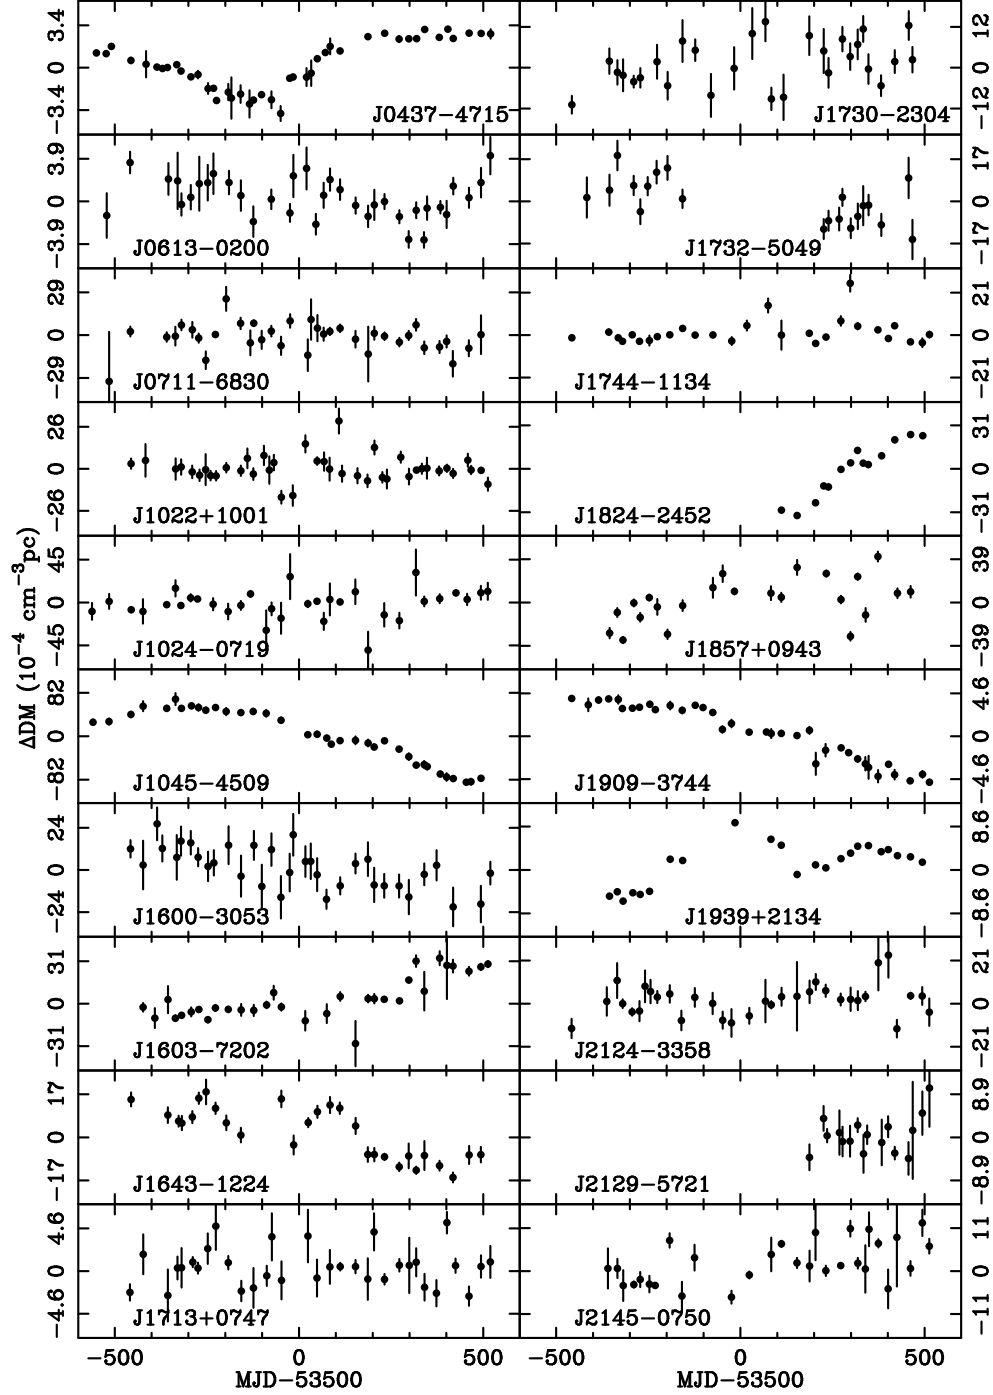 3.4
0
−3.4
J0437−4715
12
0
−12
J1730−2304
3.9
0
−3.9
J0613−0200
17
0
−17
J1732−5049
29
0
−29
J0711−6830
21
0
−21
J1744−1134
26
0
−26
J1022+1001
31
0
−31
J1824−2452
45
0
−45
J1024−0719
39
0
−39
J1857+0943
ΔDM (10⁻⁴ cm⁻³pc)
82
0
−82
J1045−4509
4.6
0
−4.6
J1909−3744
24
0
−24
J1600−3053
8.6
0
−8.6
J1939+2134
31
0
−31
J1603−7202
21
0
−21
J2124−3358
17
0
−17
J1643−1224
8.9
0
−8.9
J2129−5721
4.6
0
−4.6
J1713+0747
11
0
−11
J2145−0750
−500 0 500
−500 0 500
MJD−53500
MJD−53500